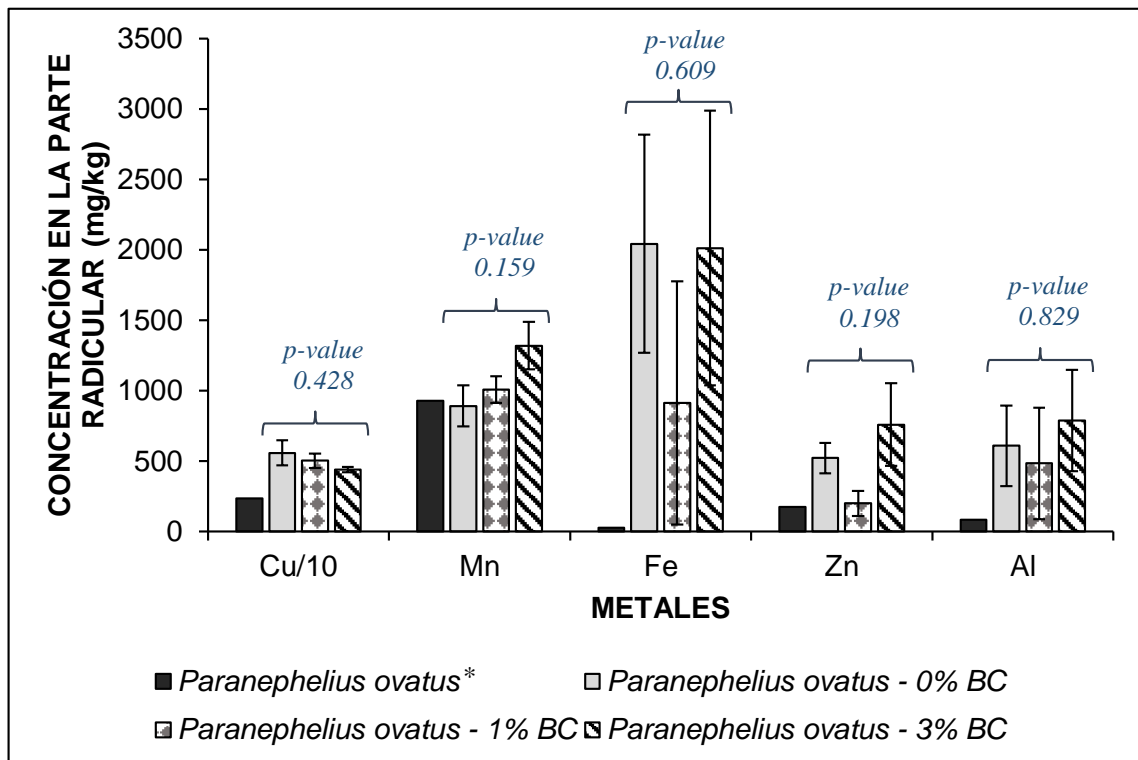 CONCENTRACIÓN EN LA PARTE
RADICULAR (mg/kg)
3500
3000
2500
2000
1500
1000
500
0
p-value
0.428
p-value
0.159
p-value
0.609
p-value
0.198
p-value
0.829
Cu/10 Mn Fe Zn Al
METALES
Paranephelius ovatus* Paranephelius ovatus - 0% BC
Paranephelius ovatus - 1% BC Paranephelius ovatus - 3% BC